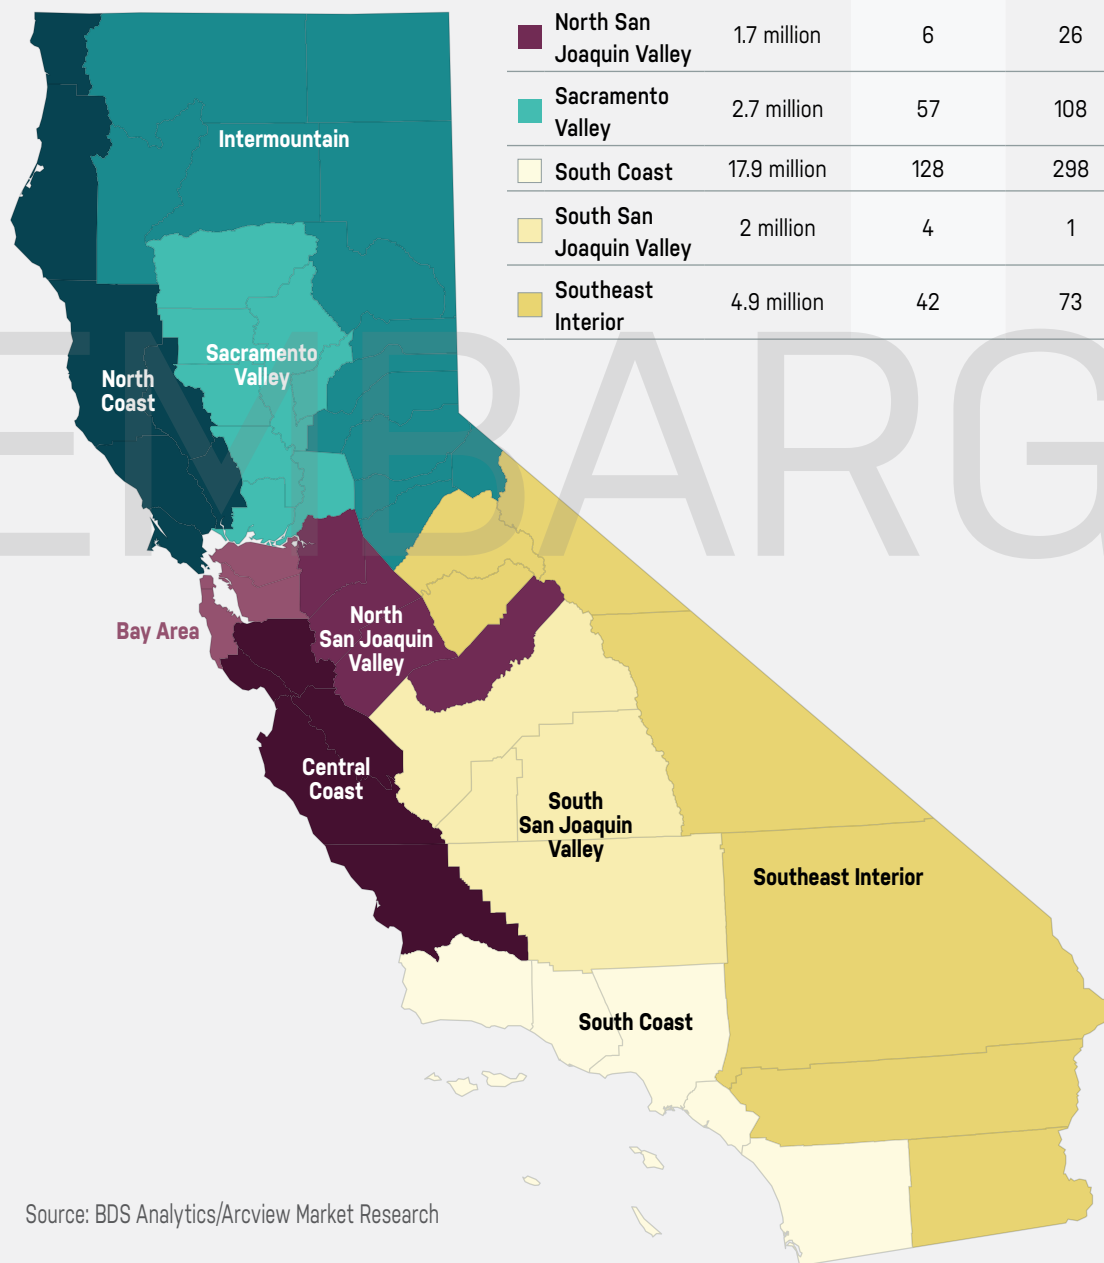 North San
Joaquin Valley 1.7 million 6 26
Sacramento
Valley 2.7 million 57 108
South Coast 17.9 million 128 298
South San
Joaquin Valley 2 million 4 1
Southeast
Interior 4.9 million 42 73
Intermountain
Sacramento
Valley
North
Coast
EMBARG
Bay Area
North
San Joaquin
Valley
Central
Coast
South
San Joaquin
Valley
Southeast Interior
South Coast
Source: BDS Analytics/Arcview Market Research